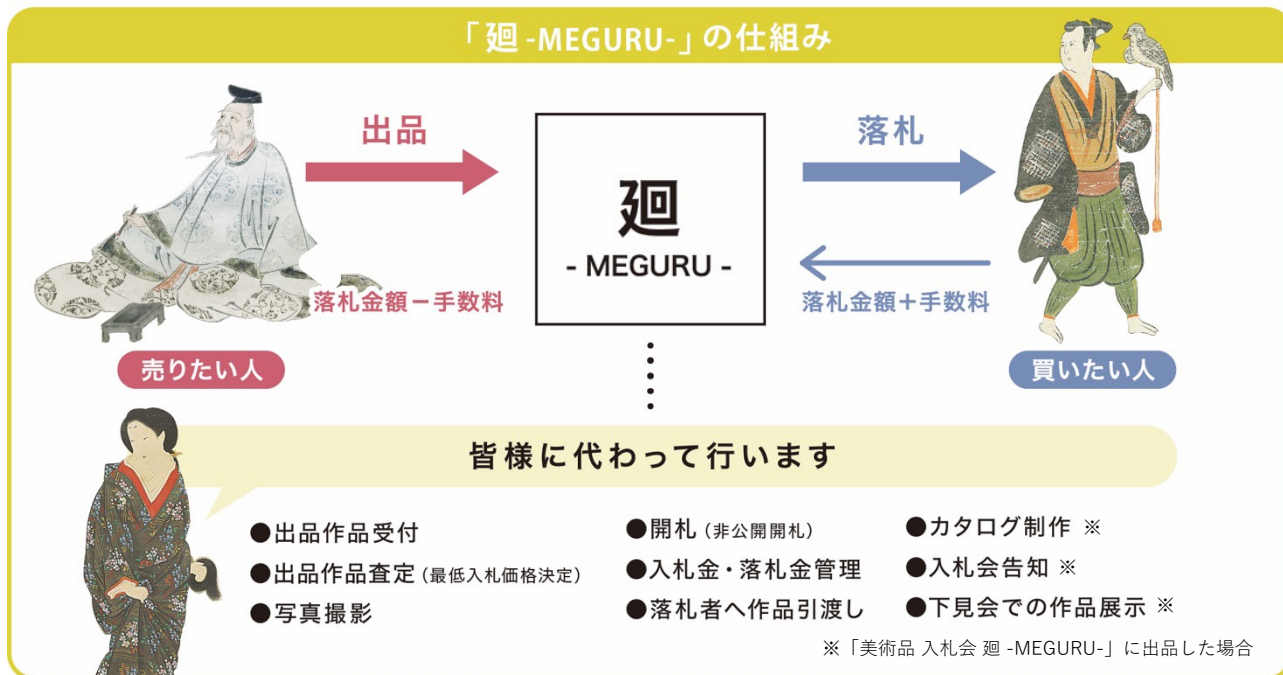 「廻 -MEGURU-」の仕組み
出品
落札
廻
- MEGURU -
落札金額－手数料
落札金額＋手数料
売りたい人
買いたい人
皆様に代わって行います
●出品作品受付
●出品作品査定（最低入札価格決定）
●写真撮影
●開札（非公開開札）
●入札金・落札金管理
●落札者へ作品引渡し
●カタログ制作 ※
●入札会告知 ※
●下見会での作品展示 ※
※「美術品 入札会 廻 -MEGURU-」に出品した場合